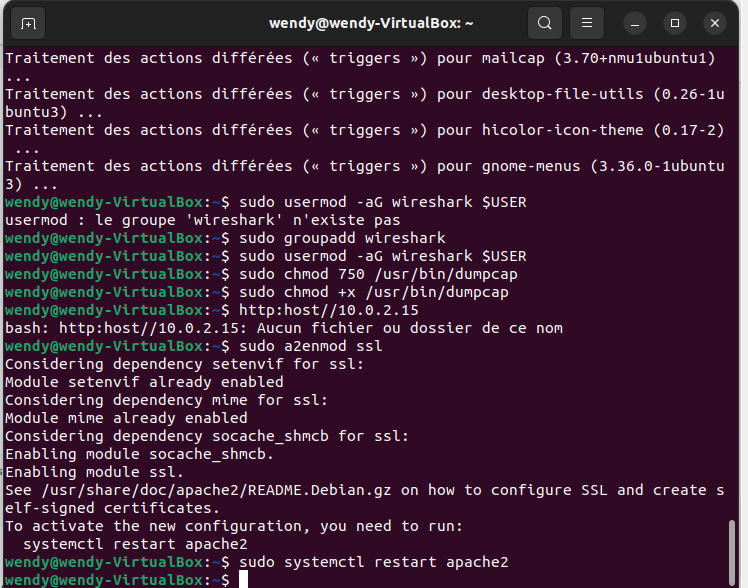 wendy@wendy-VirtualBox: ~
Traitement des actions différées (« triggers ») pour mailcap (3.70+nmu1ubuntu1)
...
Traitement des actions différées (« triggers ») pour desktop-file-utils (0.26-1u
buntu3) ...
Traitement des actions différées (« triggers ») pour hicolor-icon-theme (0.17-2)
 ...
Traitement des actions différées (« triggers ») pour gnome-menus (3.36.0-1ubuntu
3) ...
wendy@wendy-VirtualBox:~$ sudo usermod -aG wireshark $USER
usermod : le groupe 'wireshark' n'existe pas
wendy@wendy-VirtualBox:~$ sudo groupadd wireshark
wendy@wendy-VirtualBox:~$ sudo usermod -aG wireshark $USER
wendy@wendy-VirtualBox:~$ sudo chmod 750 /usr/bin/dumpcap
wendy@wendy-VirtualBox:~$ sudo chmod +x /usr/bin/dumpcap
wendy@wendy-VirtualBox:~$ http:host//10.0.2.15
bash: http:host//10.0.2.15: Aucun fichier ou dossier de ce nom
wendy@wendy-VirtualBox:~$ sudo a2enmod ssl
Considering dependency setenvif for ssl:
Module setenvif already enabled
Considering dependency mime for ssl:
Module mime already enabled
Considering dependency socache_shmcb for ssl:
Enabling module socache_shmcb.
Enabling module ssl.
See /usr/share/doc/apache2/README.Debian.gz on how to configure SSL and create s
elf-signed certificates.
To activate the new configuration, you need to run:
  systemctl restart apache2
wendy@wendy-VirtualBox:~$ sudo systemctl restart apache2
wendy@wendy-VirtualBox:~$